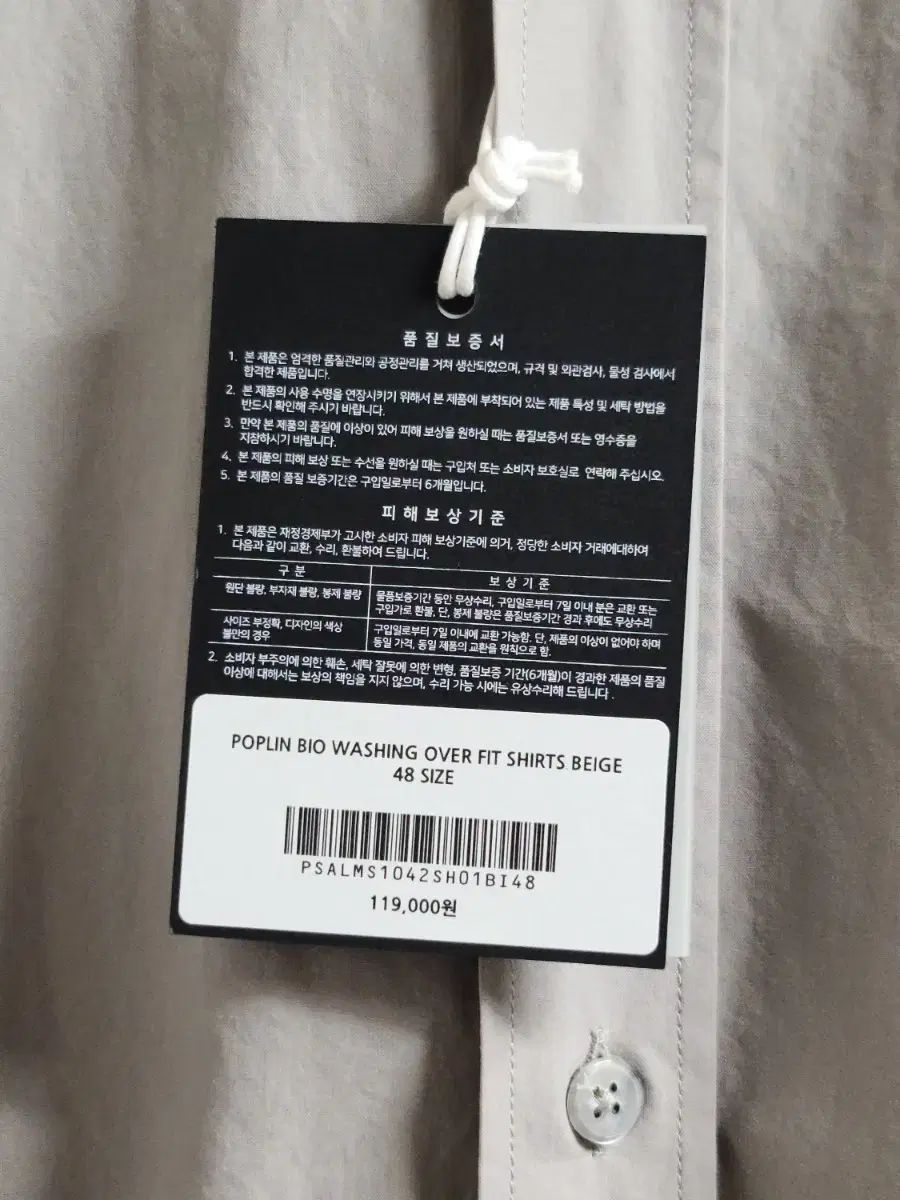 품질보증서
1. 본 제품은 엄격한 품질관리와 공정관리를 거쳐 생산되었으며, 규격 및 외관검사, 물성 검사에서
합격한 제품입니다.
2. 본 제품의 사용 수명을 연장시키기 위해서 본 제품에 부착되어 있는 제품 특성 및 세탁 방법을
반드시 확인해 주시기 바랍니다.
3. 만약 본 제품의 품질에 이상이 있어 피해 보상을 원하실 때는 품질보증서 또는 영수증을
지참하시기 바랍니다.
4. 본 제품의 피해 보상 또는 수선을 원하실 때는 구입처 또는 소비자 보호실로 연락해 주십시오.
5. 본 제품의 품질 보증기간은 구입일로부터 6개월입니다.
피해보상기준
1. 본 제품은 재정경제부가 고시한 소비자 피해 보상기준에 의거, 정당한 소비자 거래에대하여
다음과 같이 교환, 수리, 환불하여 드립니다.
구분 보상기준
원단 불량, 부자재 불량, 봉제 불량 물품보증기간 동안 무상수리, 구입일로부터 7일 이내 분은 교환 또는
구입가로 환불, 단, 봉제 불량은 품질보증기간 경과 후에도 무상수리
사이즈 부정확, 디자인의 색상 구입일로부터 7일 이내에 교환 가능함. 단, 제품의 이상이 없어야 하며
불만의 경우 동일 가격, 동일 제품의 교환을 원칙으로 함.
2. 소비자 부주의에 의한 훼손, 세탁 잘못에 의한 변형, 품질보증 기간(6개월)이 경과한 제품의 품질
이상에 대해서는 보상의 책임을 지지 않으며, 수리 가능 시에는 유상수리해 드립니다.
POPLIN BIO WASHING OVER FIT SHIRTS BEIGE
48 SIZE
PSALMS1042SH01BI48
119,000원